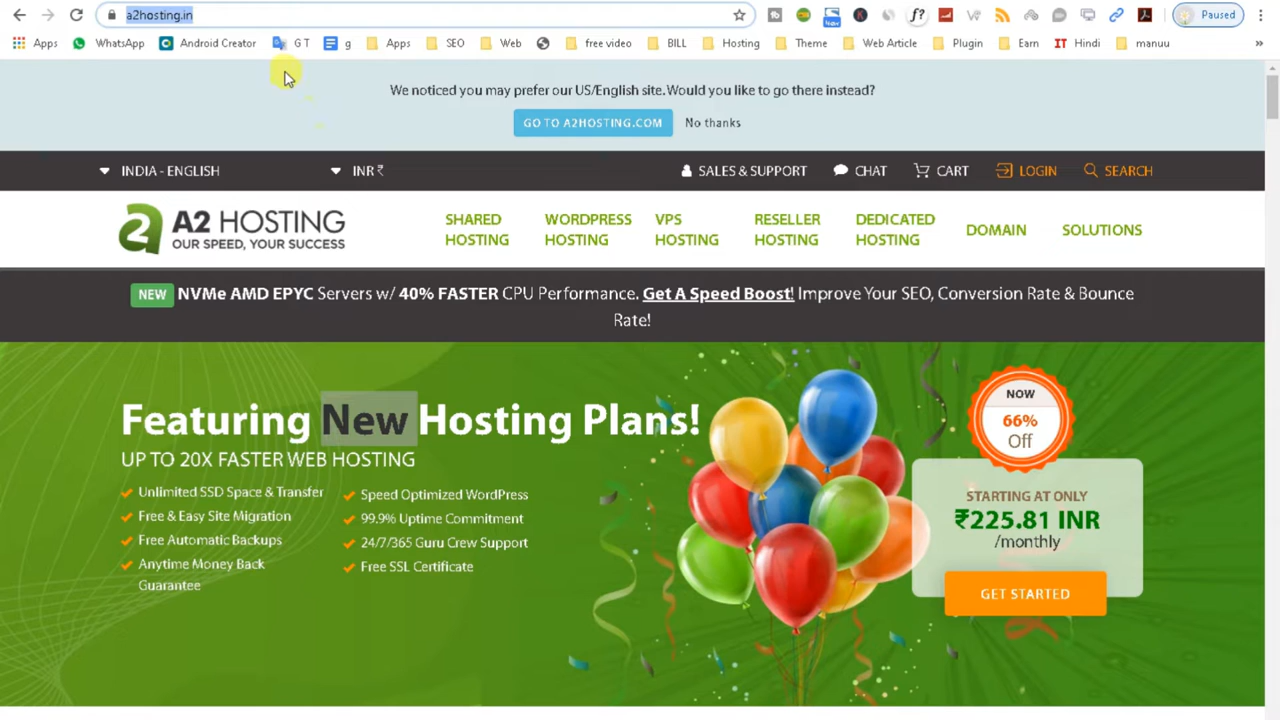 a2hosting.in
Paused
Apps
WhatsApp
Android Creator
G T
g
Apps
SEO
Web
free video
BILL
Hosting
Theme
Web Article
Plugin
Earn
IT Hindi
manuu
»
We noticed you may prefer our US/English site. Would you like to go there instead?
GO TO A2HOSTING.COM No thanks
INDIA - ENGLISH
INR ₹
SALES & SUPPORT
CHAT
CART
LOGIN
SEARCH
A2 HOSTING
OUR SPEED, YOUR SUCCESS
SHARED
HOSTING
WORDPRESS
HOSTING
VPS
HOSTING
RESELLER
HOSTING
DEDICATED
HOSTING
DOMAIN
SOLUTIONS
NEW NVMe AMD EPYC Servers w/ 40% FASTER CPU Performance. Get A Speed Boost! Improve Your SEO, Conversion Rate & Bounce
Rate!
Featuring New Hosting Plans!
UP TO 20X FASTER WEB HOSTING
Unlimited SSD Space & Transfer
Free & Easy Site Migration
Free Automatic Backups
Anytime Money Back
Guarantee
Speed Optimized WordPress
99.9% Uptime Commitment
24/7/365 Guru Crew Support
Free SSL Certificate
NOW
66%
Off
STARTING AT ONLY
₹225.81 INR
/monthly
GET STARTED